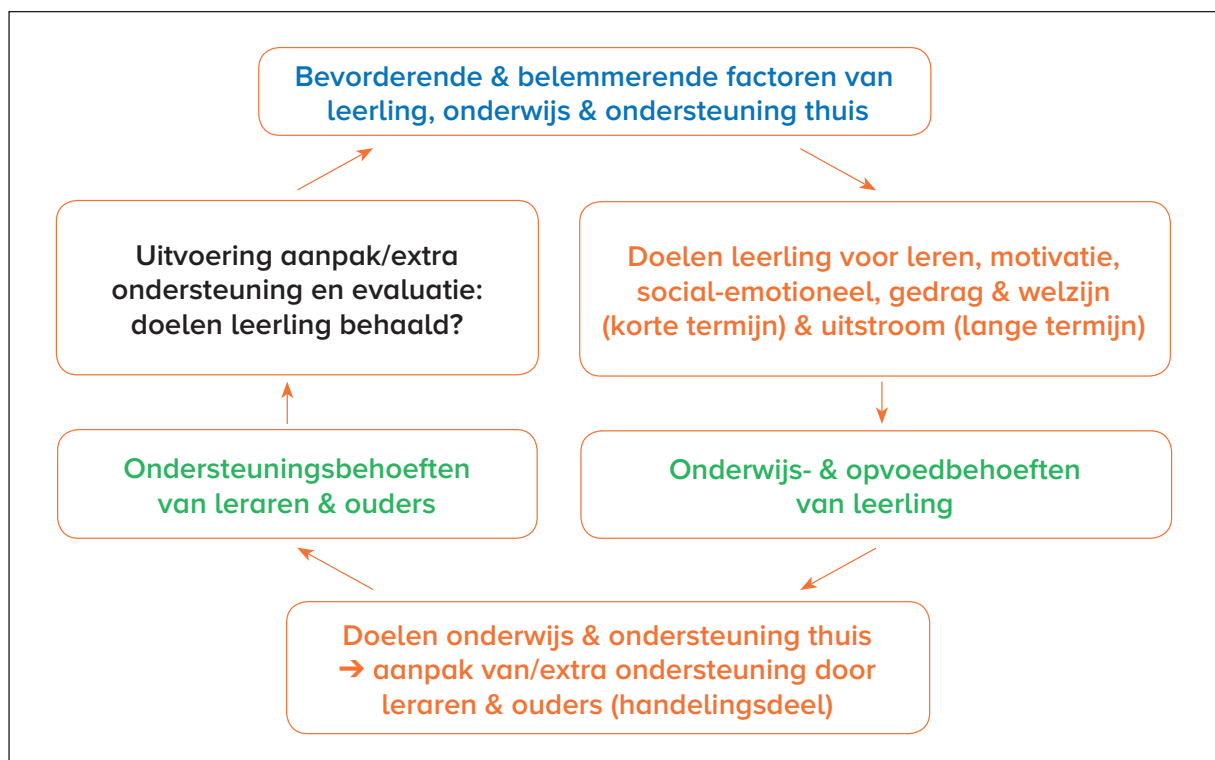 Bevorderende & belemmerende factoren van
leerling, onderwijs & ondersteuning thuis
Doelen leerling voor leren, motivatie,
social-emotioneel, gedrag & welzijn
(korte termijn) & uitstroom (lange termijn)
Onderwijs- & opvoedbehoeften
van leerling
Doelen onderwijs & ondersteuning thuis
➔ aanpak van/extra ondersteuning door
leraren & ouders (handelingsdeel)
Ondersteuningsbehoeften
van leraren & ouders
Uitvoering aanpak/extra
ondersteuning en evaluatie:
doelen leerling behaald?